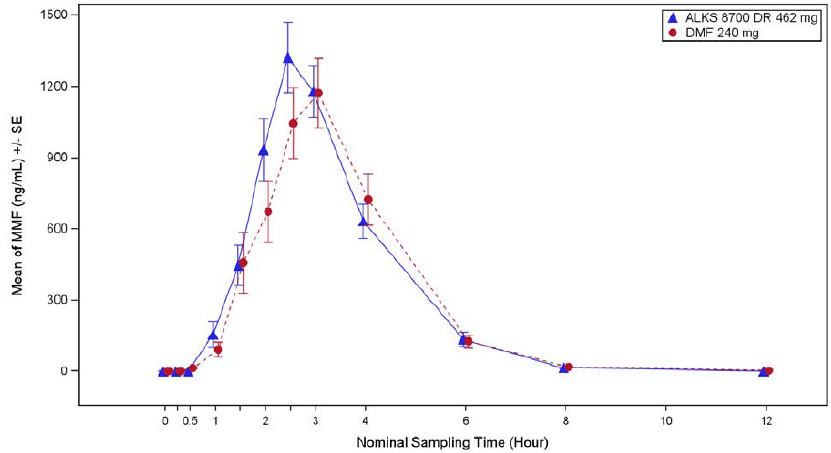 1500
ALKS 8700 DR 462 mg
DMF 240 mg
1200
900
600
300
0
Mean of MMF (ng/mL) +/- SE
0 0.5 1 2 3 4 6 8 10 12
Nominal Sampling Time (Hour)